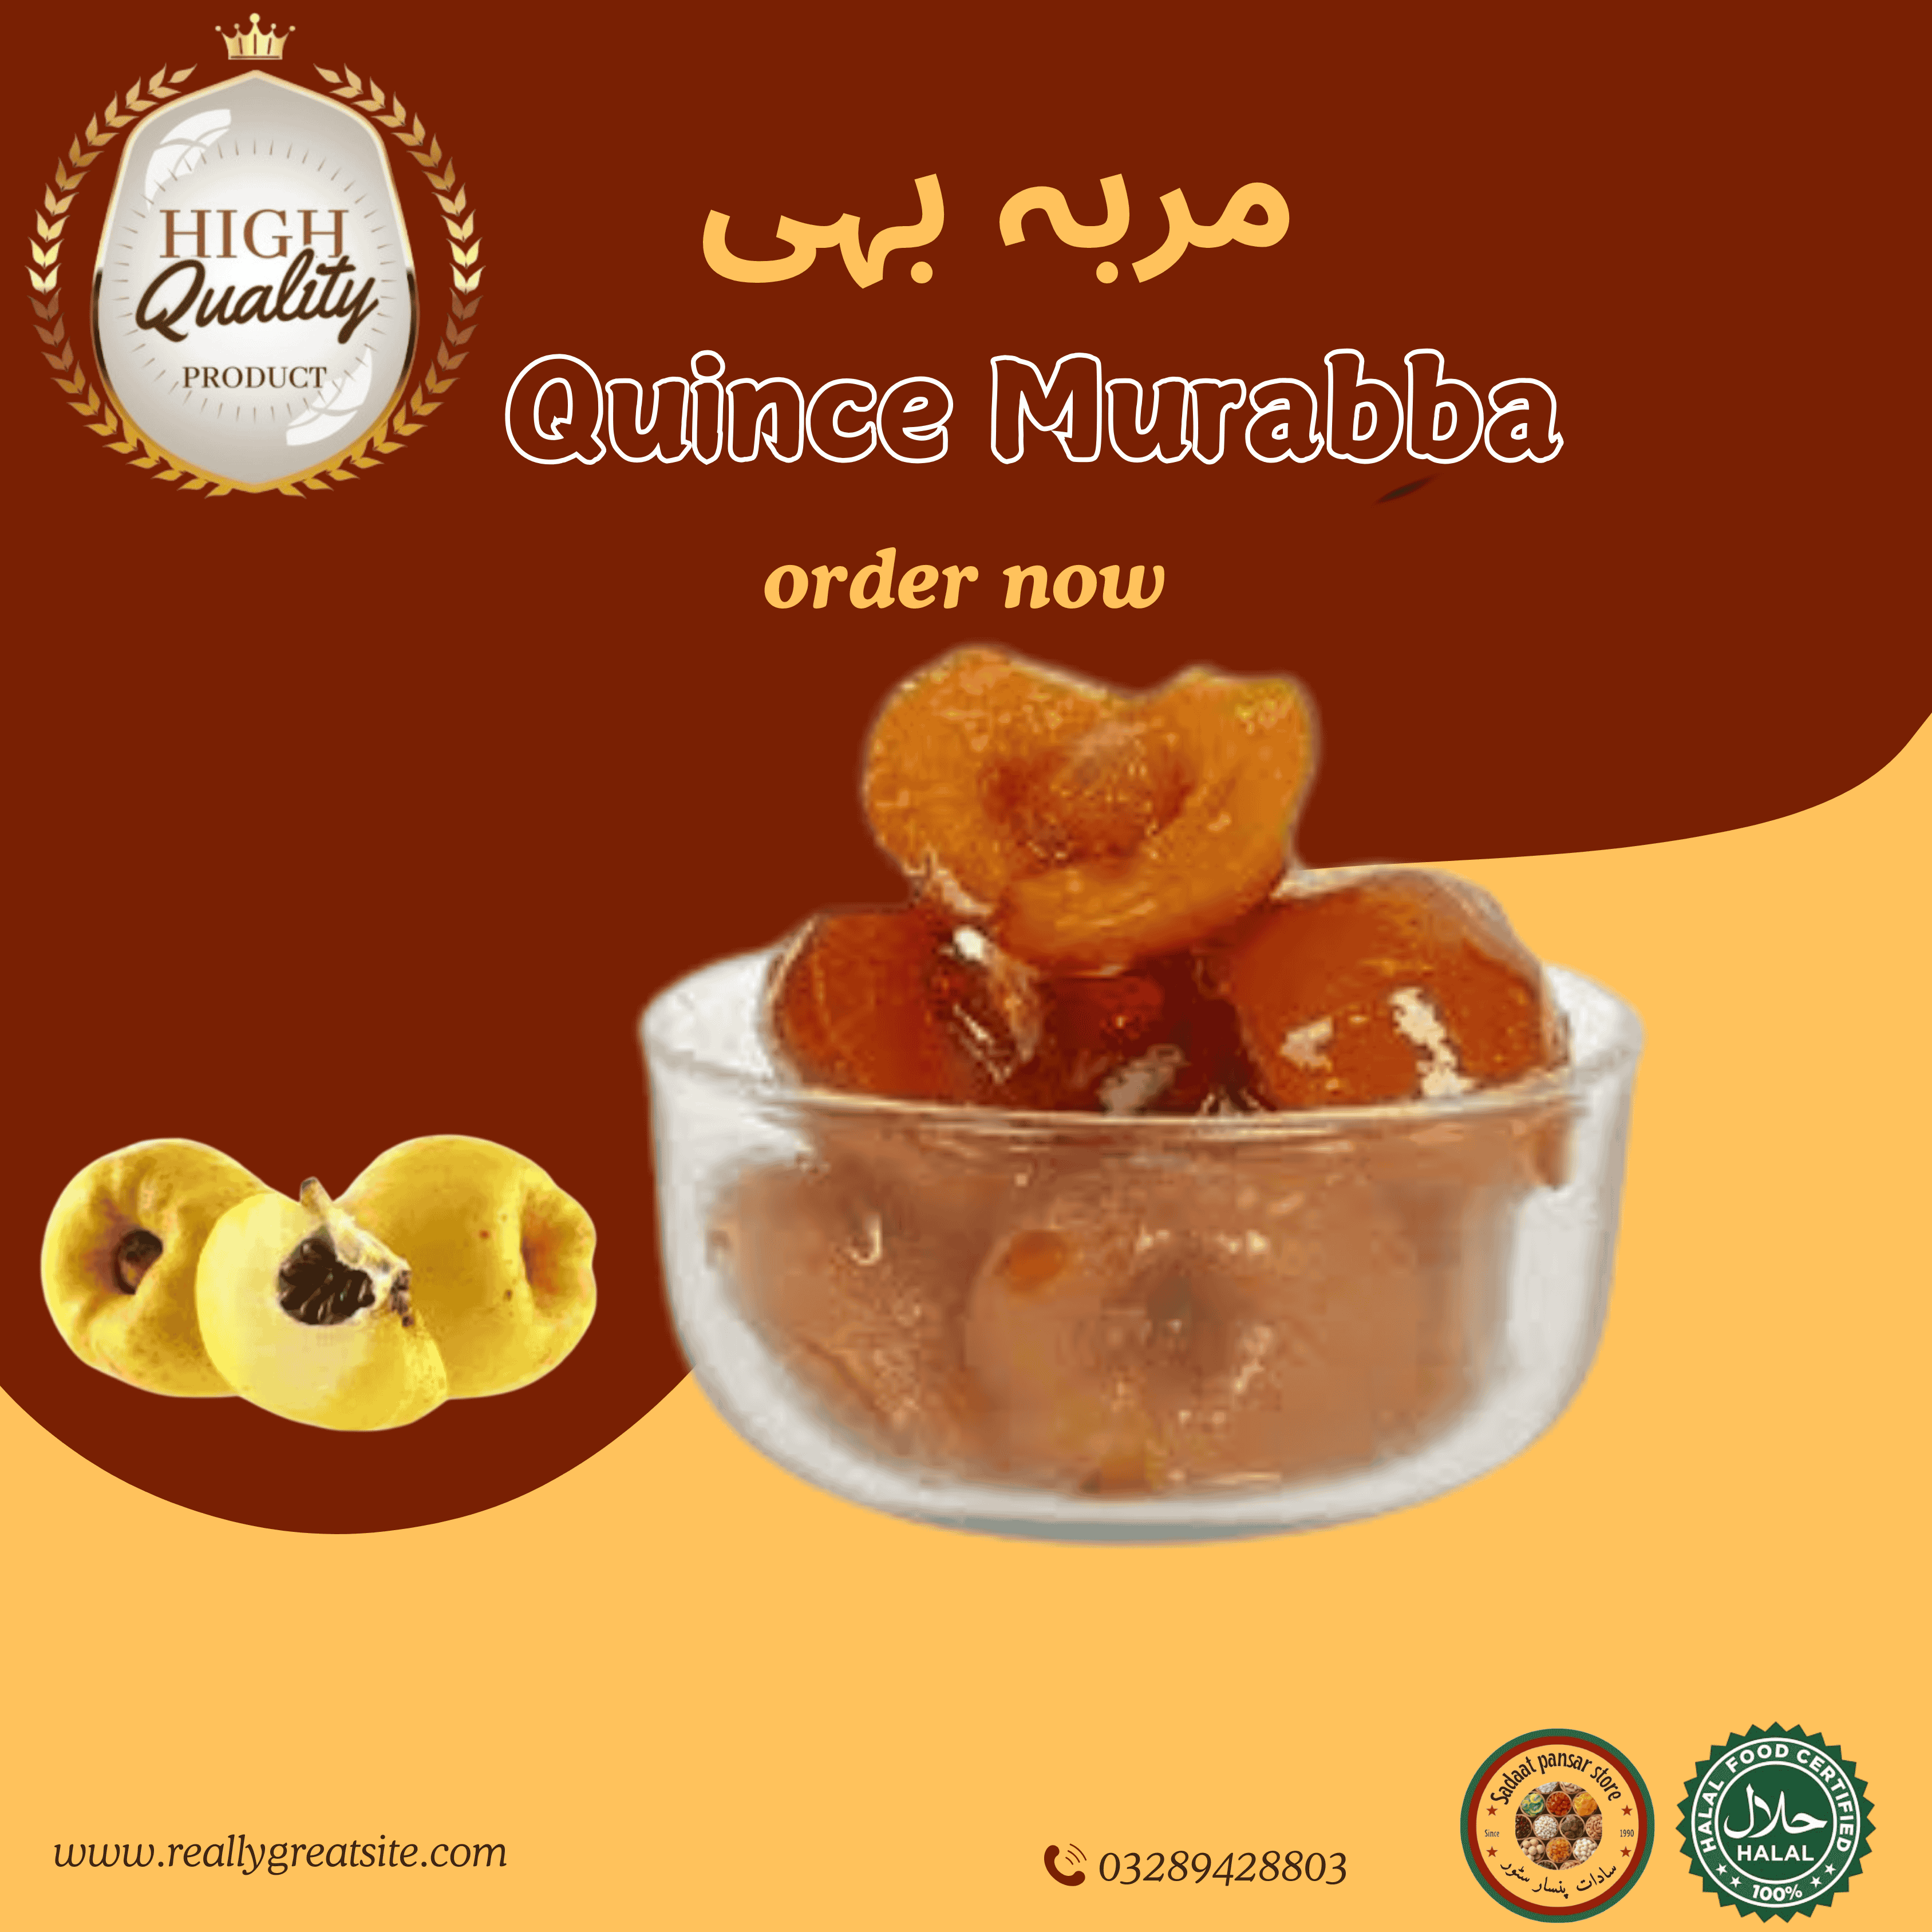 HIGH
Quality
PRODUCT
مربہ بہی
Quince Murabba
order now
www.reallygreatsite.com
03289428803
Sadaat pansar store
Since 1990
سادات پنسار سٹور
HALAL FOOD CERTIFIED
حلال
HALAL
100%